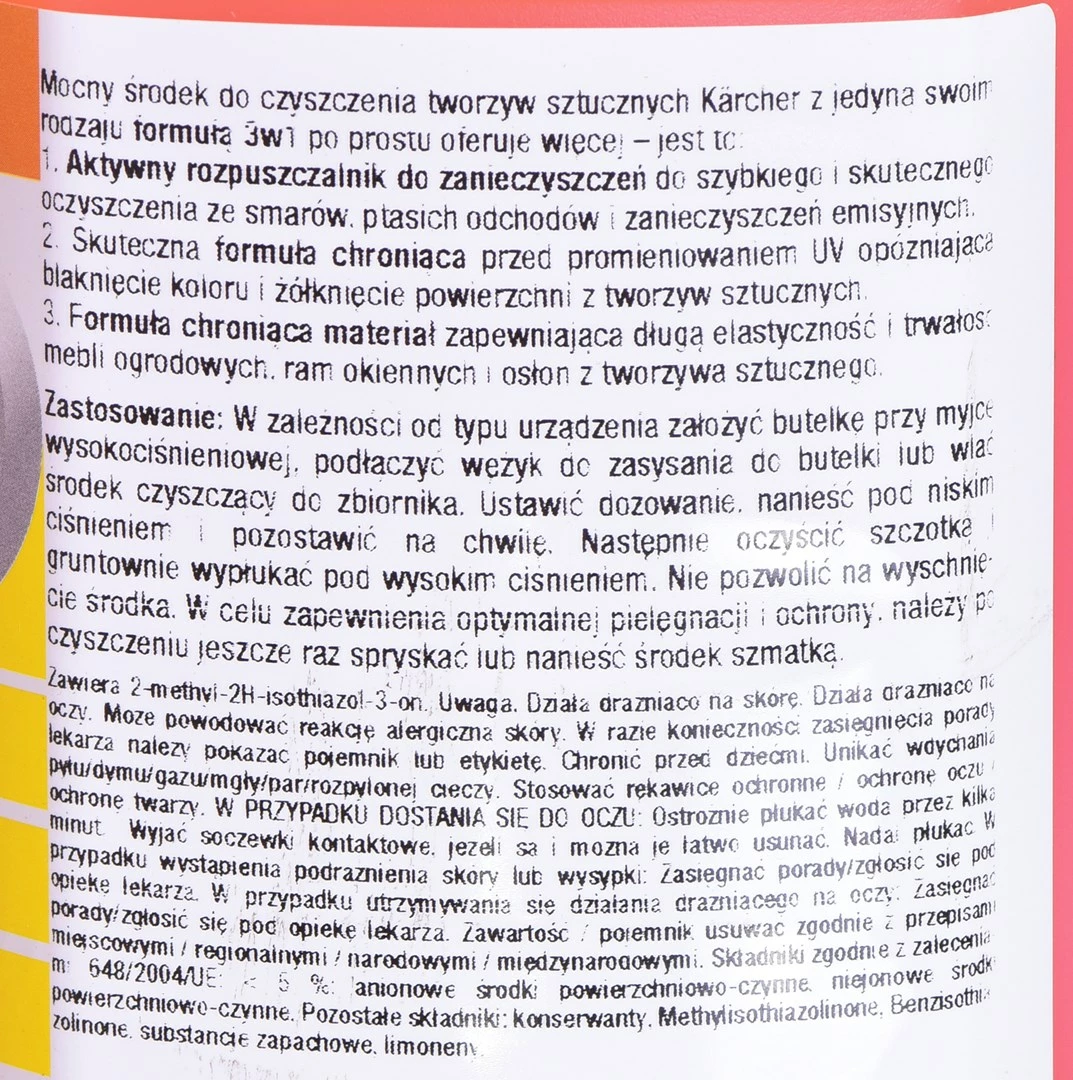 Mocny środek do czyszczenia tworzyw sztucznych Kärcher z jedyną swoim
rodzaju formułą 3w1 po prostu oferuje więcej – jest to:
1. Aktywny rozpuszczalnik do zanieczyszczeń do szybkiego i skutecznego
oczyszczenia ze smarów, ptasich odchodów i zanieczyszczeń emisyjnych.
2. Skuteczna formuła chroniąca przed promieniowaniem UV opóźniająca
blaknięcie koloru i żółknięcie powierzchni z tworzyw sztucznych.
3. Formuła chroniąca materiał zapewniająca długą elastyczność i trwałość
mebli ogrodowych, ram okiennych i osłon z tworzywa sztucznego.
Zastosowanie: W zależności od typu urządzenia założyć butelkę przy myjce
wysokociśnieniowej, podłączyć wężyk do zasysania do butelki lub wlać
środek czyszczący do zbiornika. Ustawić dozowanie, nanieść pod niskim
ciśnieniem i pozostawić na chwilę. Następnie oczyścić szczotką i
gruntownie wypłukać pod wysokim ciśnieniem. Nie pozwolić na wyschnię-
cie środka. W celu zapewnienia optymalnej pielęgnacji i ochrony, należy po
czyszczeniu jeszcze raz spryskać lub nanieść środek szmatką.
Zawiera 2-methyl-2H-isothiazol-3-on. Uwaga. Działa drażniąco na skórę. Działa drażniąco na
oczy. Może powodować reakcję alergiczną skóry. W razie konieczności zasięgnięcia porady
lekarza należy pokazać pojemnik lub etykietę. Chronić przed dziećmi. Unikać wdychania
pyłu/dymu/gazu/mgły/par/rozpylonej cieczy. Stosować rękawice ochronne / ochronę oczu /
ochronę twarzy. W PRZYPADKU DOSTANIA SIĘ DO OCZU: Ostrożnie płukać wodą przez kilka
minut. Wyjąć soczewki kontaktowe, jeżeli są i można je łatwo usunąć. Nadal płukać. W
przypadku wystąpienia podrażnienia skóry lub wysypki: Zasięgnąć porady/zgłosić się pod
opiekę lekarza. W przypadku utrzymywania się działania drażniącego na oczy: Zasięgnąć
porady/zgłosić się pod opiekę lekarza. Zawartość / pojemnik usuwać zgodnie z przepisami
miejscowymi / regionalnymi / narodowymi / międzynarodowymi. Składniki zgodnie z zalecenia
mi 648/2004/UE: < 5 %: anionowe środki powierzchniowo-czynne, niejonowe środki
powierzchniowo-czynne. Pozostałe składniki: konserwanty, Methylisothiazolinone, Benzisothia-
zolinone, substancje zapachowe, limoneny.